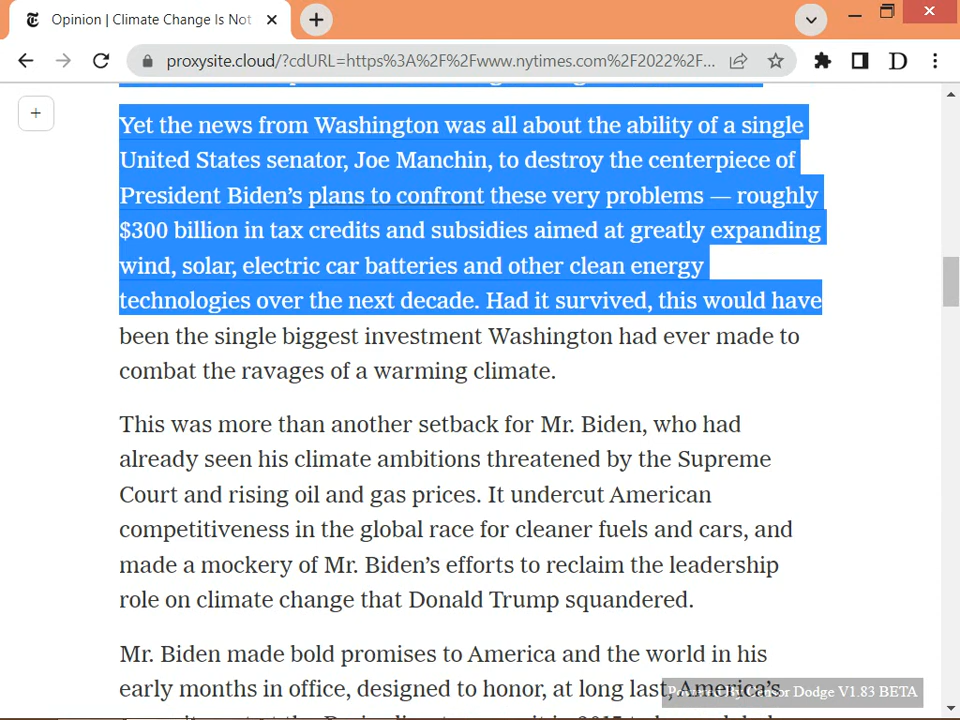 Opinion | Climate Change Is Not
proxysite.cloud/?cdURL=https%3A%2F%2Fwww.nytimes.com%2F2022%2F...
D
Yet the news from Washington was all about the ability of a single
United States senator, Joe Manchin, to destroy the centerpiece of
President Biden’s plans to confront these very problems — roughly
$300 billion in tax credits and subsidies aimed at greatly expanding
wind, solar, electric car batteries and other clean energy
technologies over the next decade. Had it survived, this would have
been the single biggest investment Washington had ever made to
combat the ravages of a warming climate.
This was more than another setback for Mr. Biden, who had
already seen his climate ambitions threatened by the Supreme
Court and rising oil and gas prices. It undercut American
competitiveness in the global race for cleaner fuels and cars, and
made a mockery of Mr. Biden’s efforts to reclaim the leadership
role on climate change that Donald Trump squandered.
Mr. Biden made bold promises to America and the world in his
early months in office, designed to honor, at long last, America’s
Powered By Censor Dodge V1.83 BETA